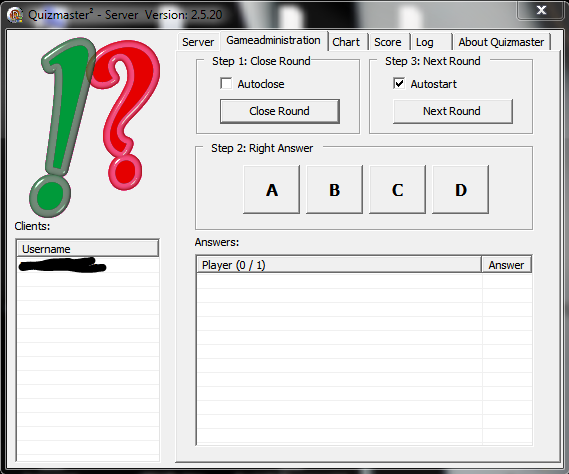 Quizmaster² - Server Version: 2.5.20
Server Gameadministration Chart Score Log About Quizmaster
Step 1: Close Round
Autoclose
Close Round
Step 3: Next Round
Autostart
Next Round
Step 2: Right Answer
A B C D
Clients:
Username
Answers:
Player (0 / 1) Answer